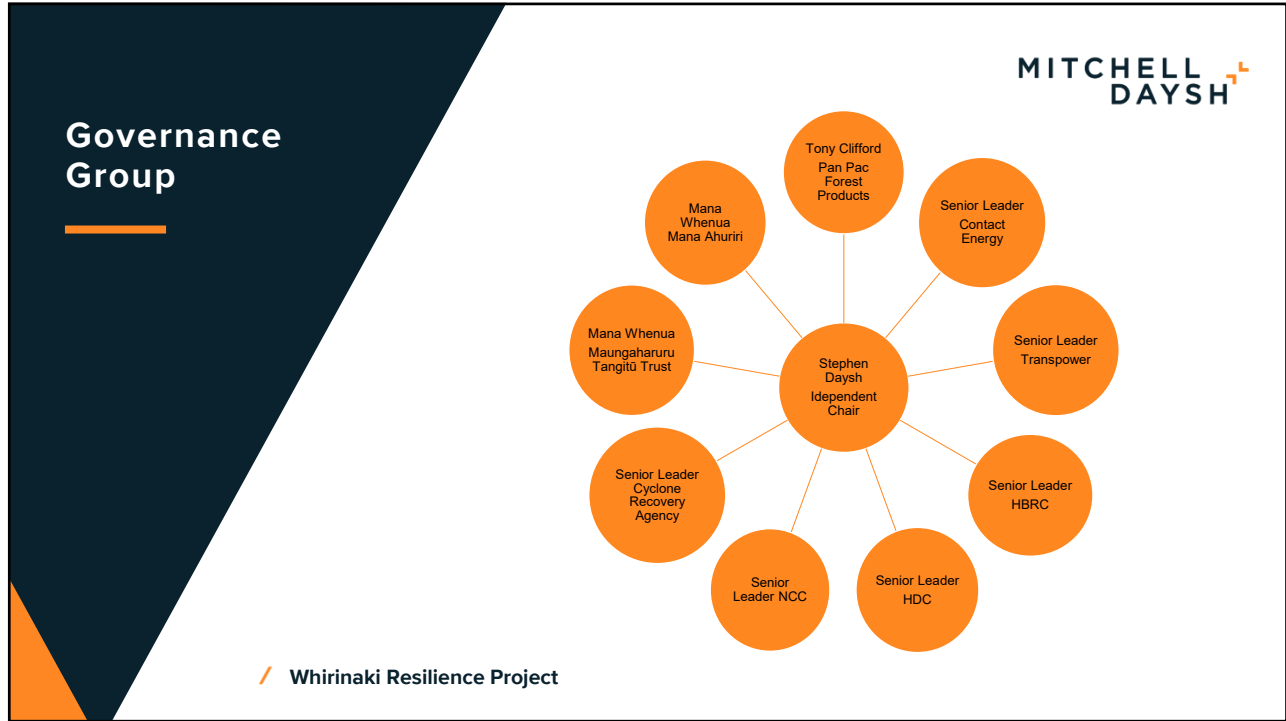 Governance
Group
MITCHELL
DAYSH
Tony Clifford
Pan Pac
Forest
Products
Senior Leader
Contact
Energy
Senior Leader
Transpower
Senior Leader
HBRC
Senior Leader
HDC
Senior
Leader NCC
Senior Leader
Cyclone
Recovery
Agency
Mana Whenua
Maungaharuru
Tangitū Trust
Mana
Whenua
Mana Ahuriri
Stephen
Daysh
Idependent
Chair
/ Whirinaki Resilience Project